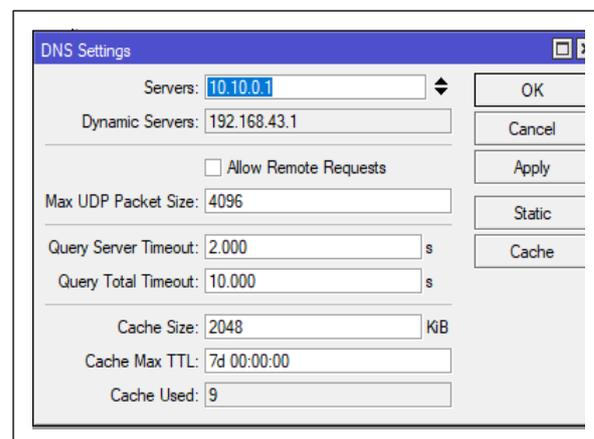 DNS Settings
Servers: 10.10.0.1
OK
Dynamic Servers: 192.168.43.1
Cancel
Allow Remote Requests
Apply
Max UDP Packet Size: 4096
Static
Query Server Timeout: 2.000 s
Cache
Query Total Timeout: 10.000 s
Cache Size: 2048 KiB
Cache Max TTL: 7d 00:00:00
Cache Used: 9